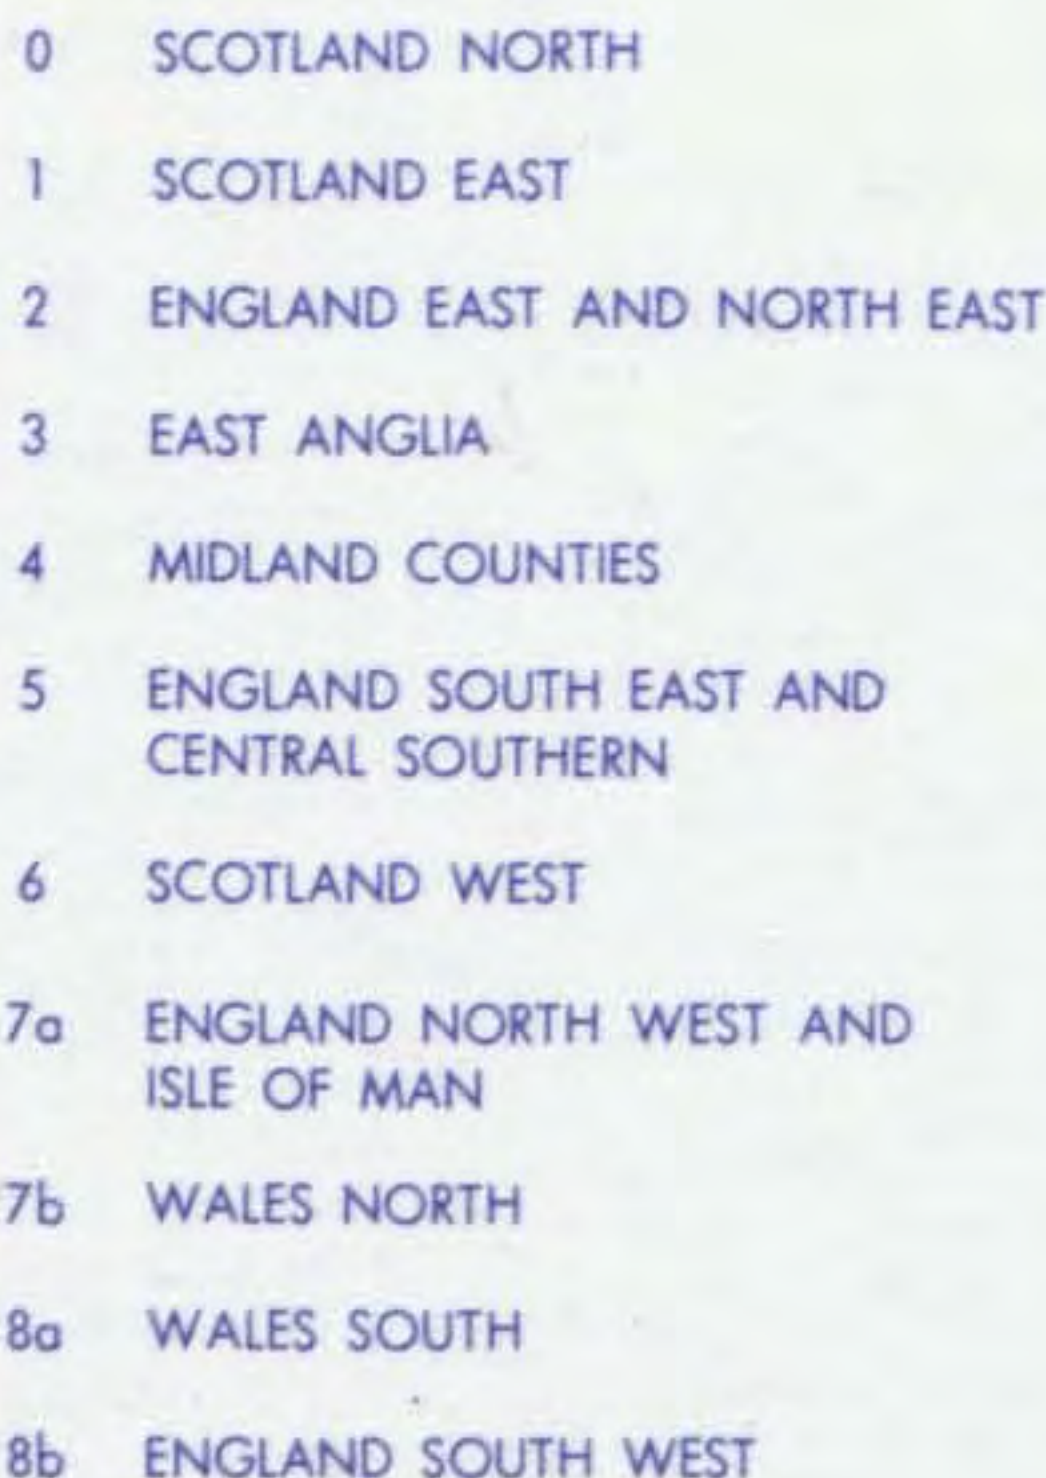 0 SCOTLAND NORTH
1 SCOTLAND EAST
2 ENGLAND EAST AND NORTH EAST
3 EAST ANGLIA
4 MIDLAND COUNTIES
5 ENGLAND SOUTH EAST AND
CENTRAL SOUTHERN
6 SCOTLAND WEST
7a ENGLAND NORTH WEST AND
ISLE OF MAN
7b WALES NORTH
8a WALES SOUTH
8b ENGLAND SOUTH WEST